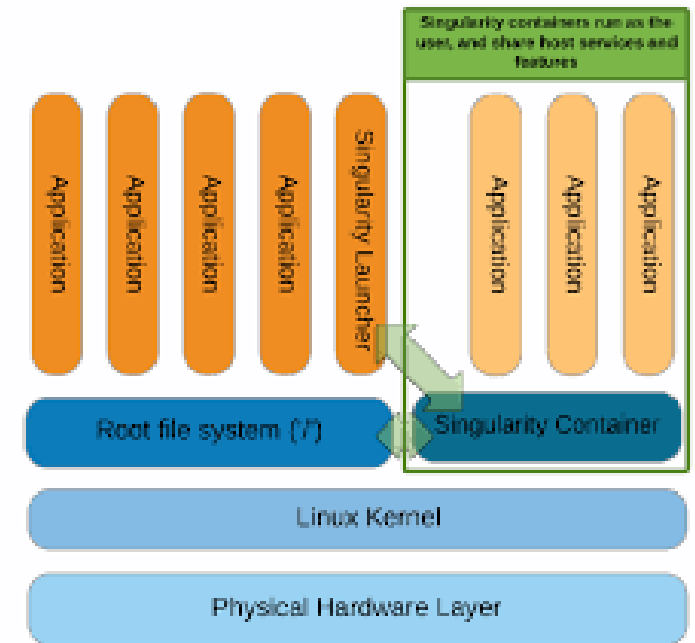 Singularity containers run as the
user, and share host services and
features
Application
Application
Application
Application
Singularity Launcher
Application
Application
Application
Root file system ('/')
Singularity Container
Linux Kernel
Physical Hardware Layer